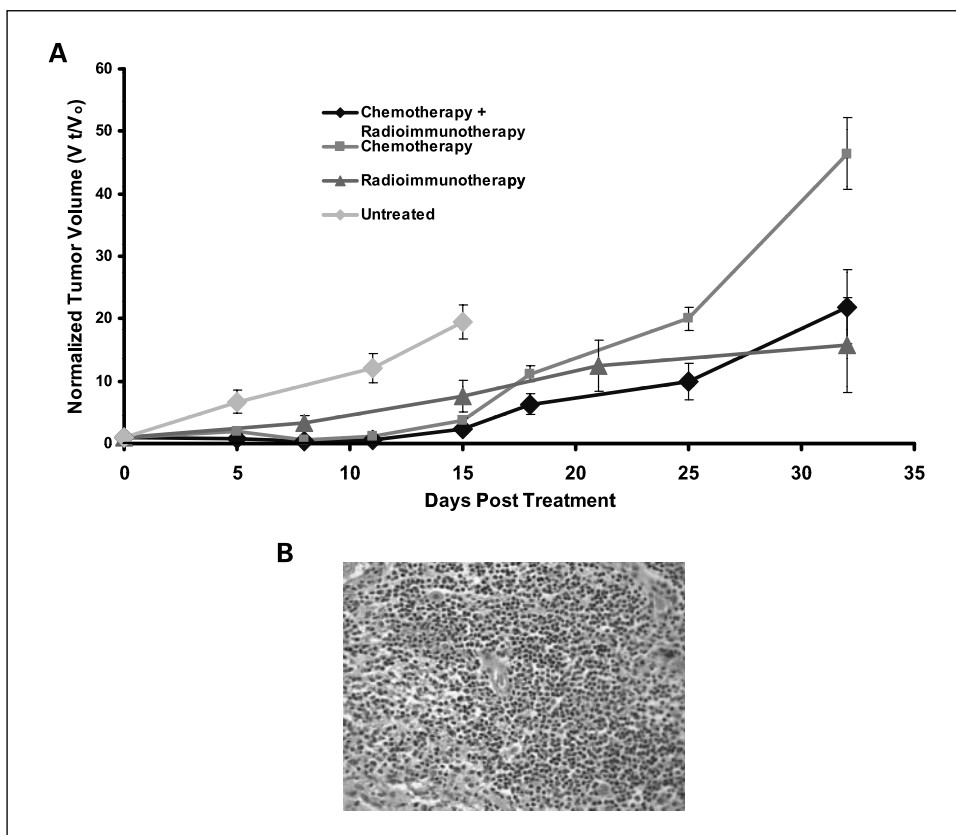 A
Normalized Tumor Volume (V t/Vo)
60
50
40
30
20
10
0
Chemotherapy +
Radioimmunotherapy
Chemotherapy
Radioimmunotherapy
Untreated
0 5 10 15 20 25 30 35
Days Post Treatment
B